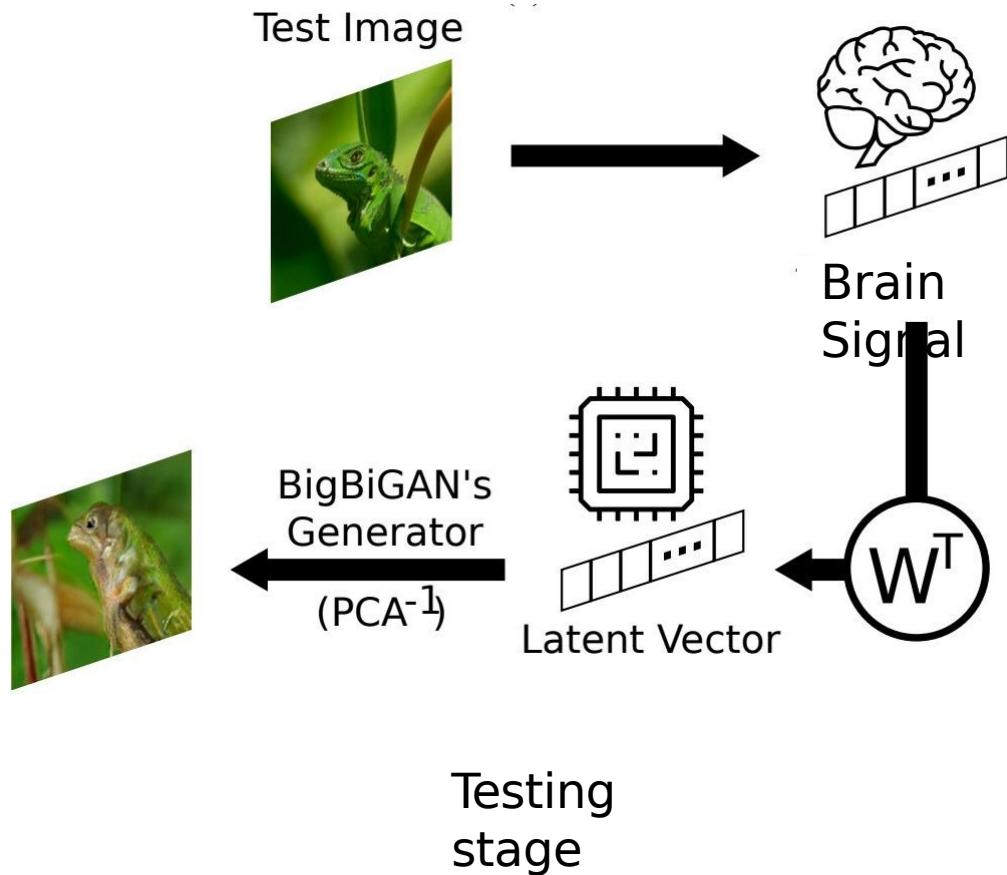 Test Image
Brain
Signal
BigBiGAN's
Generator
(PCA⁻¹)
Latent Vector
Wᵀ
Testing
stage